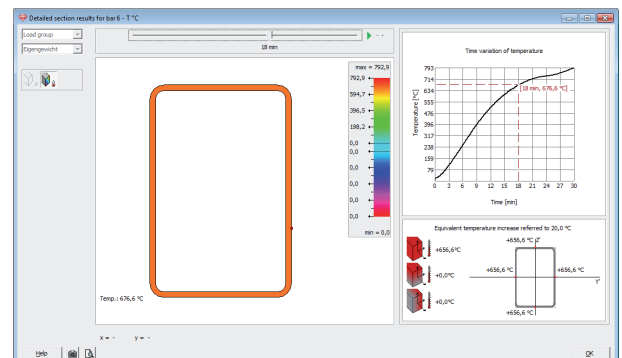 Detailed section results for bar 6 - T °C
Load group
Eigengewicht
18 min
max = 792,9
792,9
594,7
396,5
198,2
0,0
0,0
0,0
0,0
0,0
0,0
min = 0,0
Temp.: 676,6 °C
Time variation of temperature
Temperature [°C]
793
714
634
555
476
396
317
238
159
79
[18 min, 676,6 °C]
0 3 6 9 12 15 18 21 24 27 30
Time [min]
Equivalent temperature increase referred to 20,0 °C
+656,6 °C
+0,0°C
+0,0°C
+656,6 °C Z'
+656,6 °C
+656,6 °C
Y'
+656,6 °C
x = - y = -
Help
OK